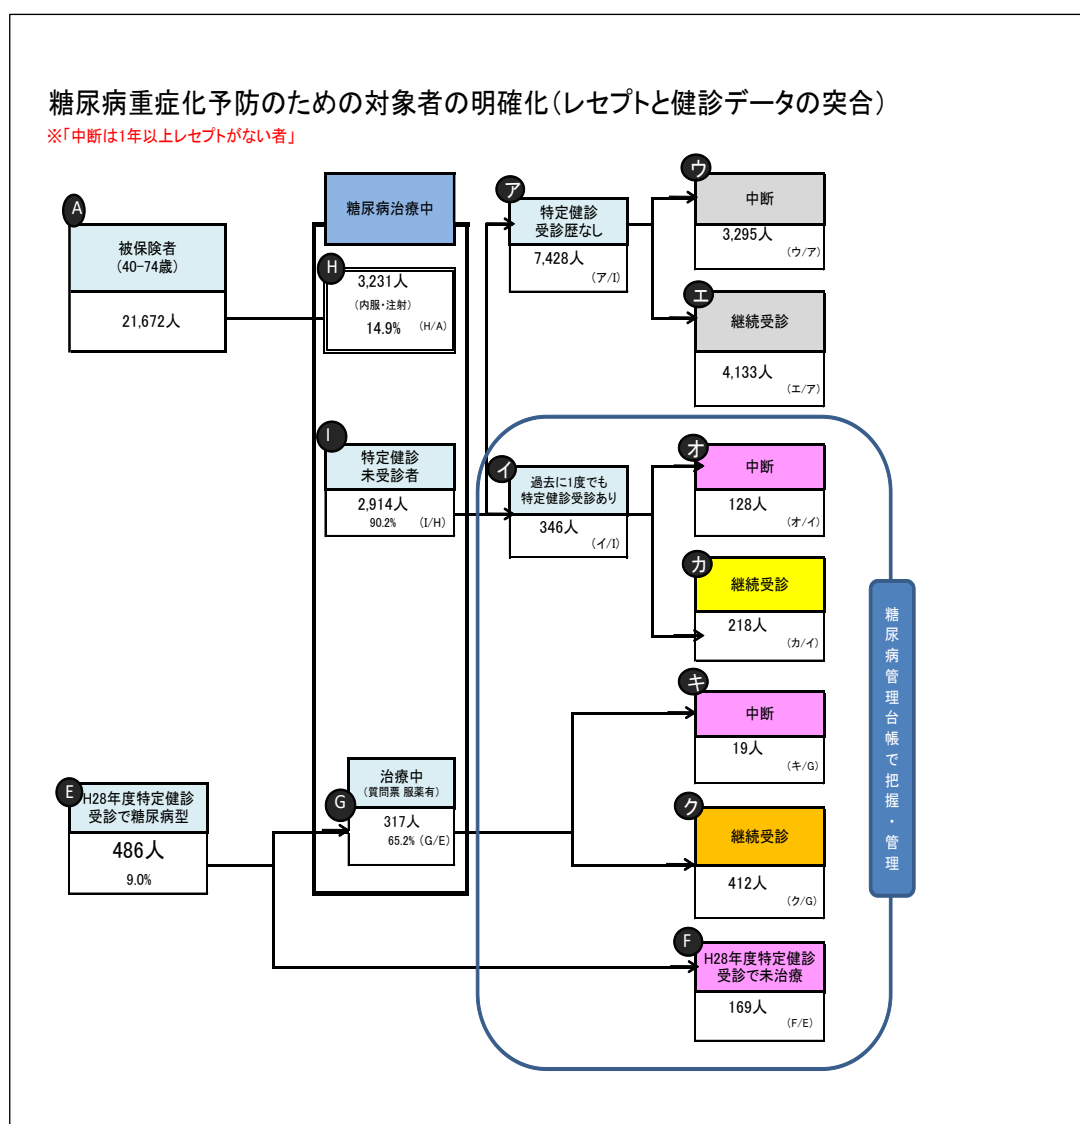 糖尿病重症化予防のための対象者の明確化(レセプトと健診データの突合)
※「中断は1年以上レセプトがない者」
A
被保険者
(40-74歳)
21,672人
糖尿病治療中
H
3,231人
(内服・注射)
14.9% (H/A)
I
特定健診
未受診者
2,914人
90.2% (I/H)
E
H28年度特定健診
受診で糖尿病型
486人
9.0%
G
治療中
(質問票 服薬有)
317人
65.2% (G/E)
ア
特定健診
受診歴なし
7,428人
(ア/I)
イ
過去に1度でも
特定健診受診あり
346人
(イ/I)
ウ
中断
3,295人
(ウ/ア)
エ
継続受診
4,133人
(エ/ア)
オ
中断
128人
(オ/イ)
カ
継続受診
218人
(カ/イ)
キ
中断
19人
(キ/G)
ク
継続受診
412人
(ク/G)
F
H28年度特定健診
受診で未治療
169人
(F/E)
糖尿病管理台帳で把握・管理